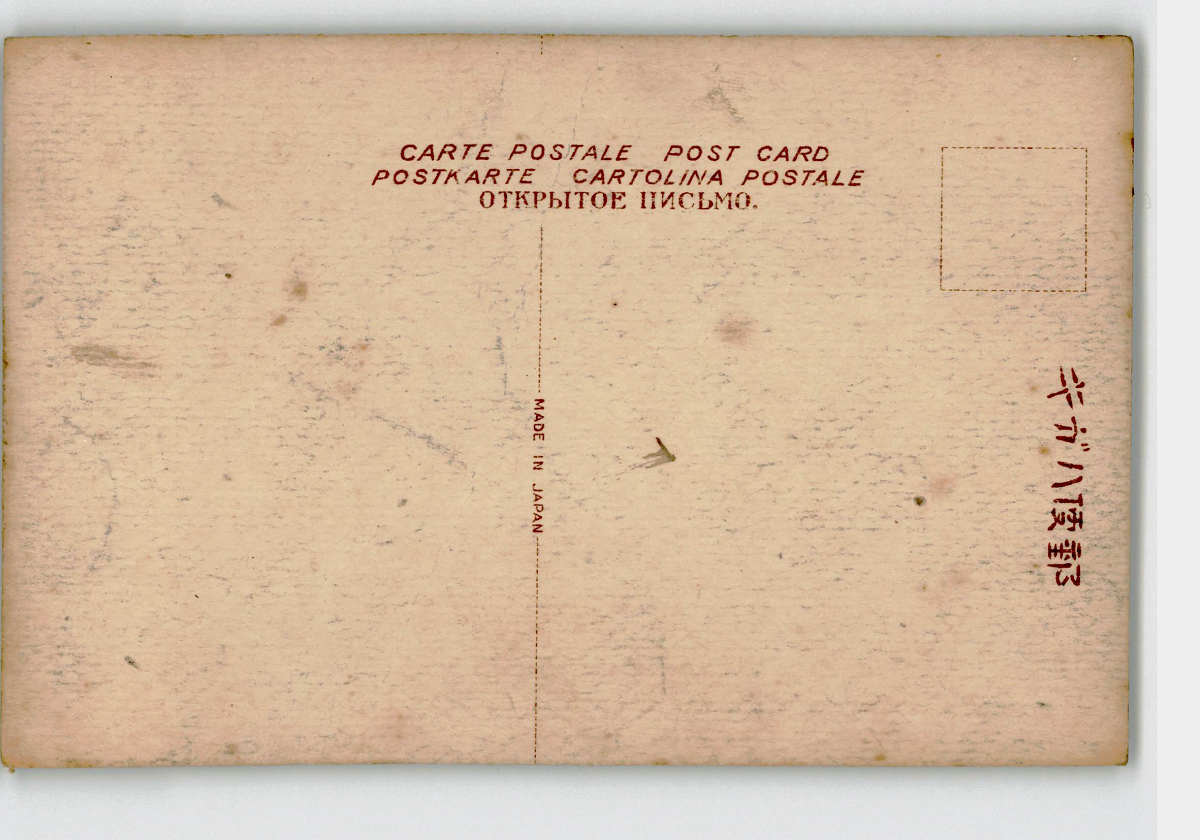 CARTE POSTALE POST CARD
POSTKARTE CARTOLINA POSTALE
ОТКРЫТОЕ ПИСЬМО.
MADE IN JAPAN
郵便ハガキ